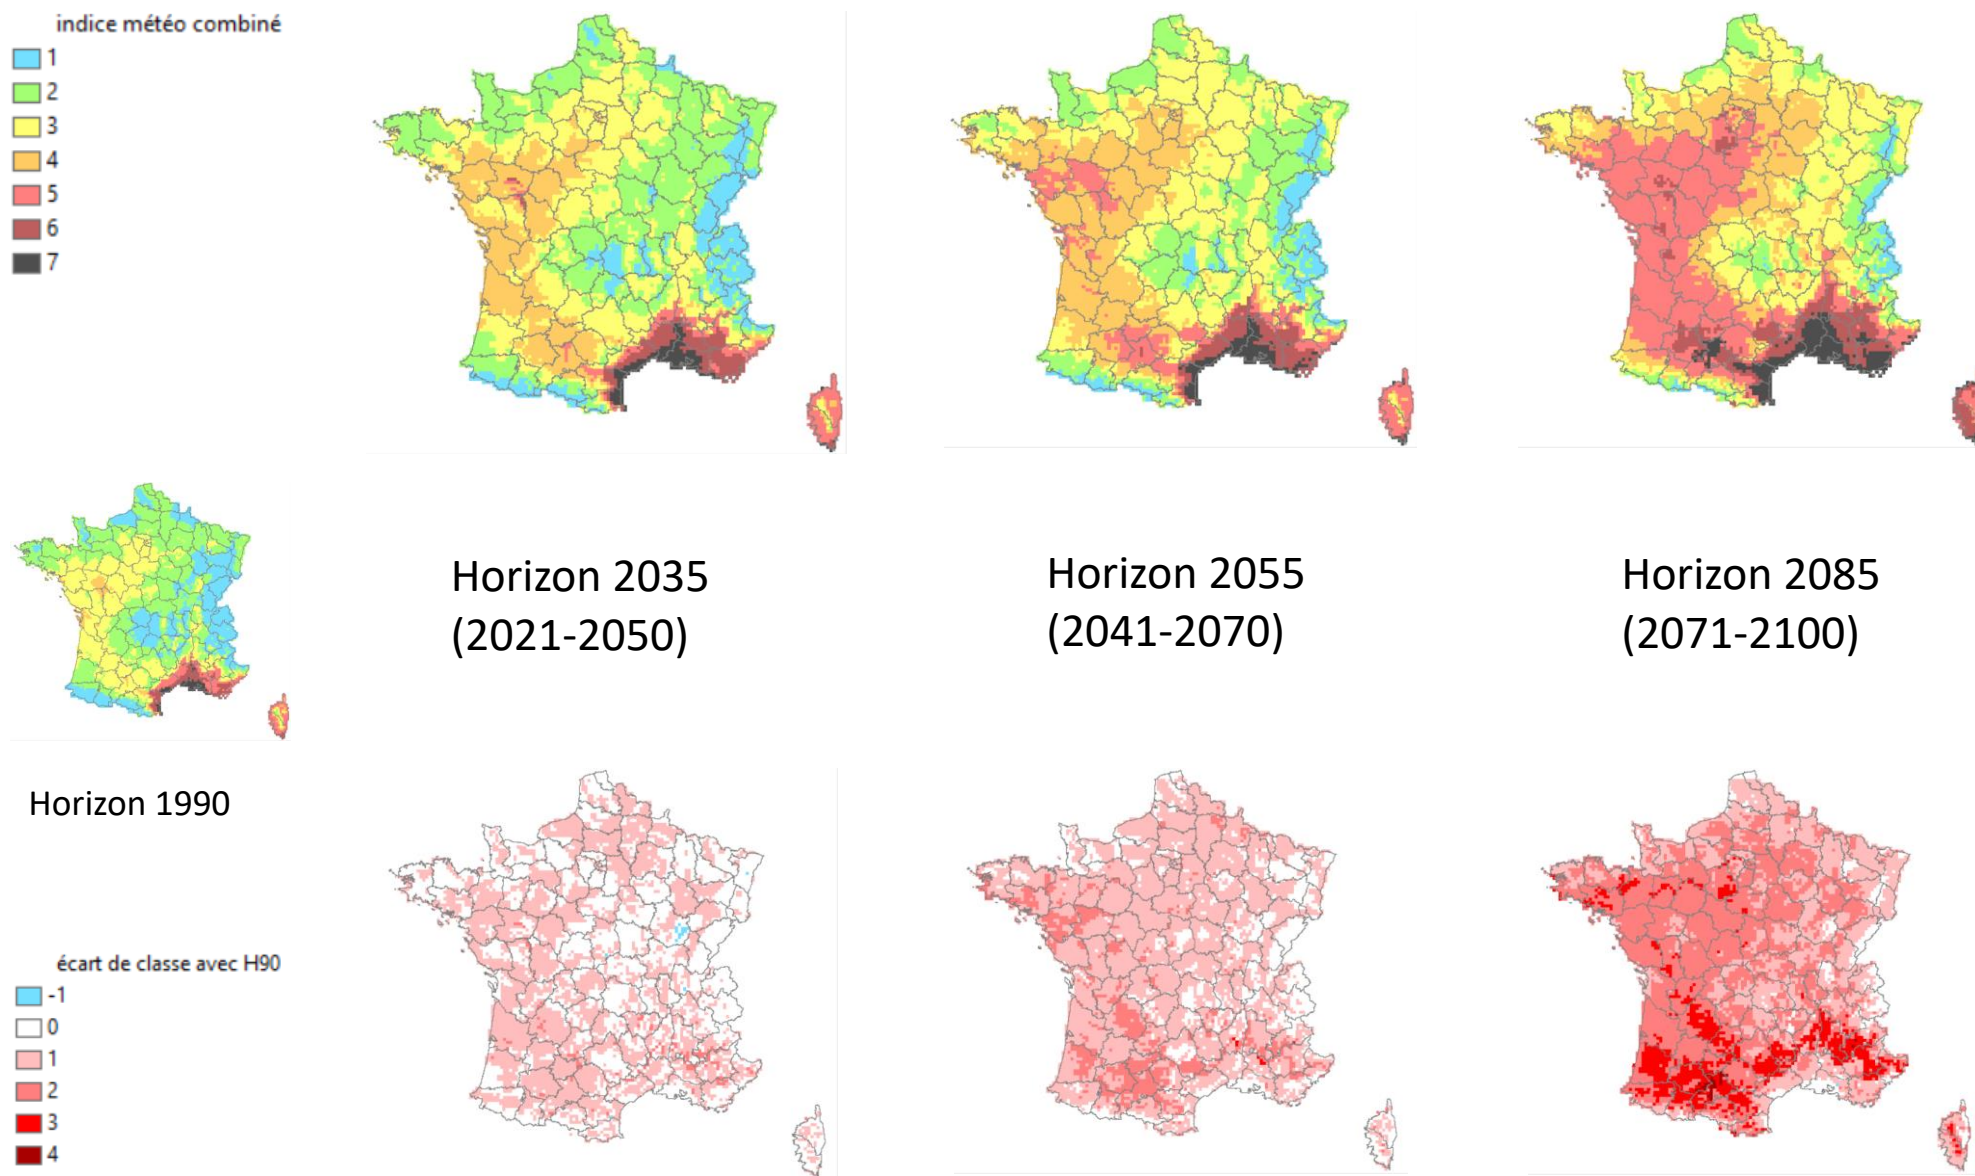 indice météo combiné
1
2
3
4
5
6
7
Horizon 2035
(2021-2050)
Horizon 2055
(2041-2070)
Horizon 2085
(2071-2100)
Horizon 1990
écart de classe avec H90
-1
0
1
2
3
4